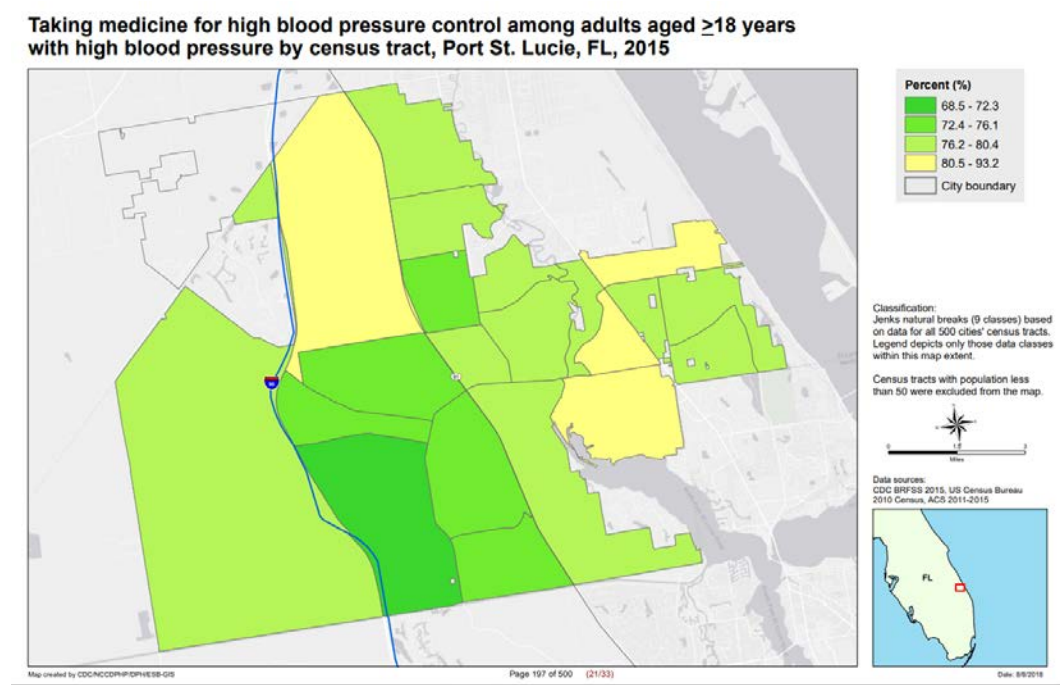 Taking medicine for high blood pressure control among adults aged >18 years
with high blood pressure by census tract, Port St. Lucie, FL, 2015
Percent (%)
68.5 - 72.3
72.4 - 76.1
76.2 - 80.4
80.5 - 93.2
City boundary
Classification:
Jenks natural breaks (9 classes) based
on data for all 500 cities' census tracts.
Legend depicts only those data classes
within this map extent.
Census tracts with population less
than 50 were excluded from the map.
0 1.5 3
Miles
Data sources:
CDC BRFSS 2015, US Census Bureau
2010 Census, ACS 2011-2015
FL
Map created by CDC/NCCDPHP/DPH/ESB-GIS
Page 197 of 500 (21/33)
Date: 8/8/2018